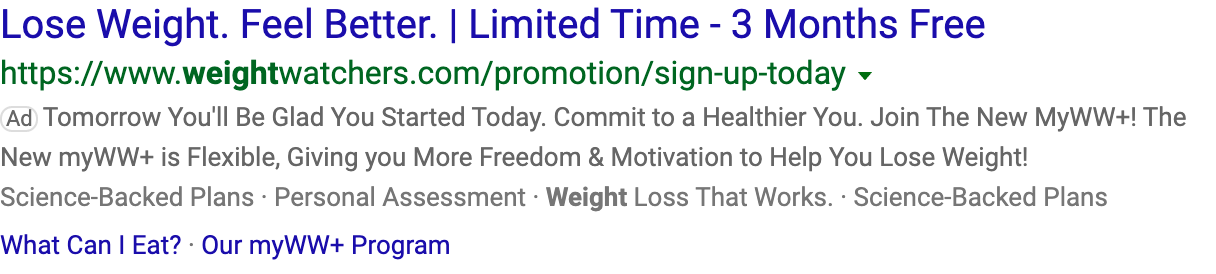 Lose Weight. Feel Better. | Limited Time - 3 Months Free
https://www.weightwatchers.com/promotion/sign-up-today
Ad Tomorrow You'll Be Glad You Started Today. Commit to a Healthier You. Join The New MyWW+! The
New myWW+ is Flexible, Giving you More Freedom & Motivation to Help You Lose Weight!
Science-Backed Plans · Personal Assessment · Weight Loss That Works. · Science-Backed Plans
What Can I Eat? · Our myWW+ Program